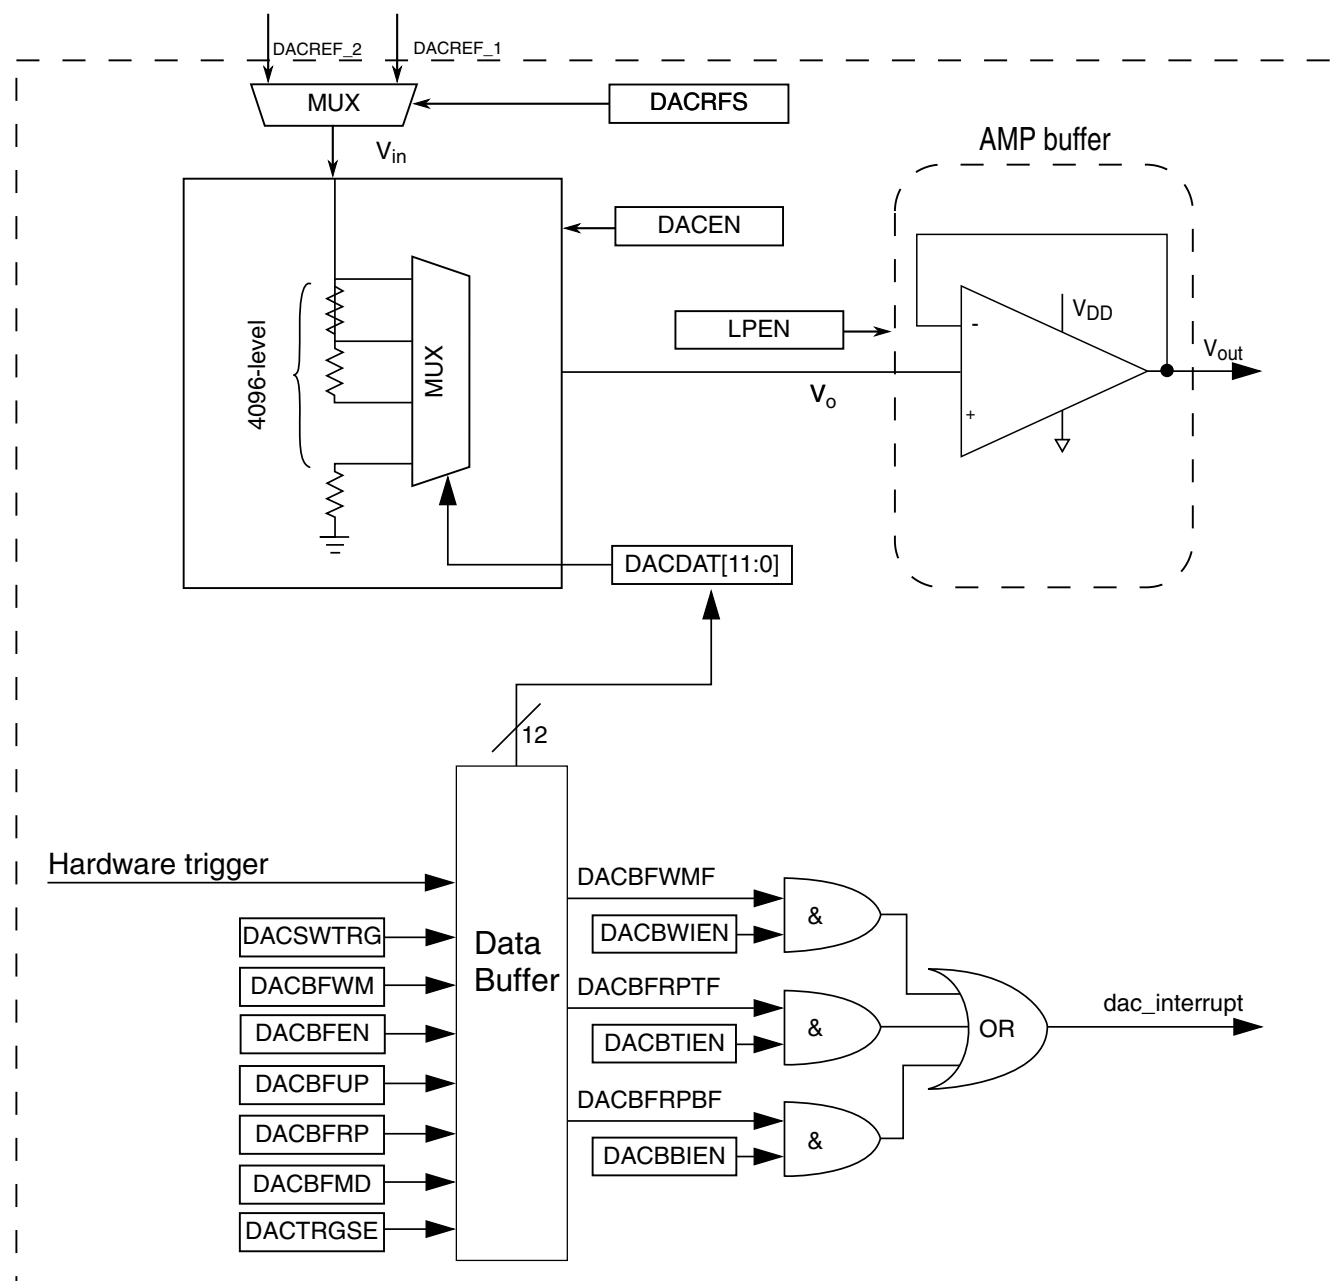 DACREF_2
DACREF_1
MUX
DACRFS
Vin
AMP buffer
DACEN
4096-level
MUX
LPEN
VDD
-
+
Vo
Vout
DACDAT[11:0]
12
Hardware trigger
DACSWTRG
DACBFWM
DACBFEN
DACBFUP
DACBFRP
DACBFMD
DACTRGSE
Data
Buffer
DACBFWMF
DACBWIEN
&
DACBFRPTF
DACBTIEN
&
DACBFRPBF
DACBBIEN
&
OR
dac_interrupt